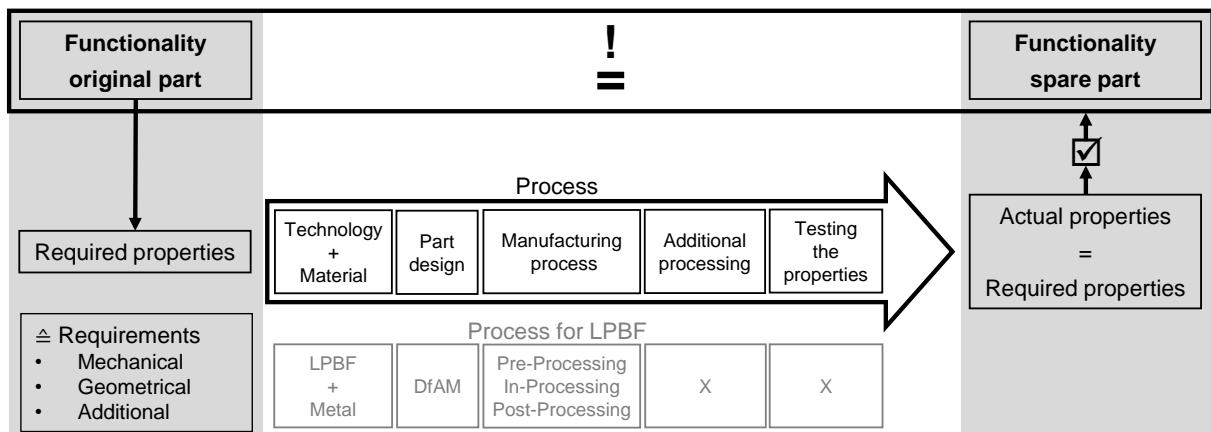 Functionality
original part
!
=
Functionality
spare part
Required properties
≙ Requirements
• Mechanical
• Geometrical
• Additional
Process
Technology
+
Material
Part
design
Manufacturing
process
Additional
processing
Testing
the
properties
Process for LPBF
LPBF
+
Metal
DfAM
Pre-Processing
In-Processing
Post-Processing
X
X
Actual properties
=
Required properties